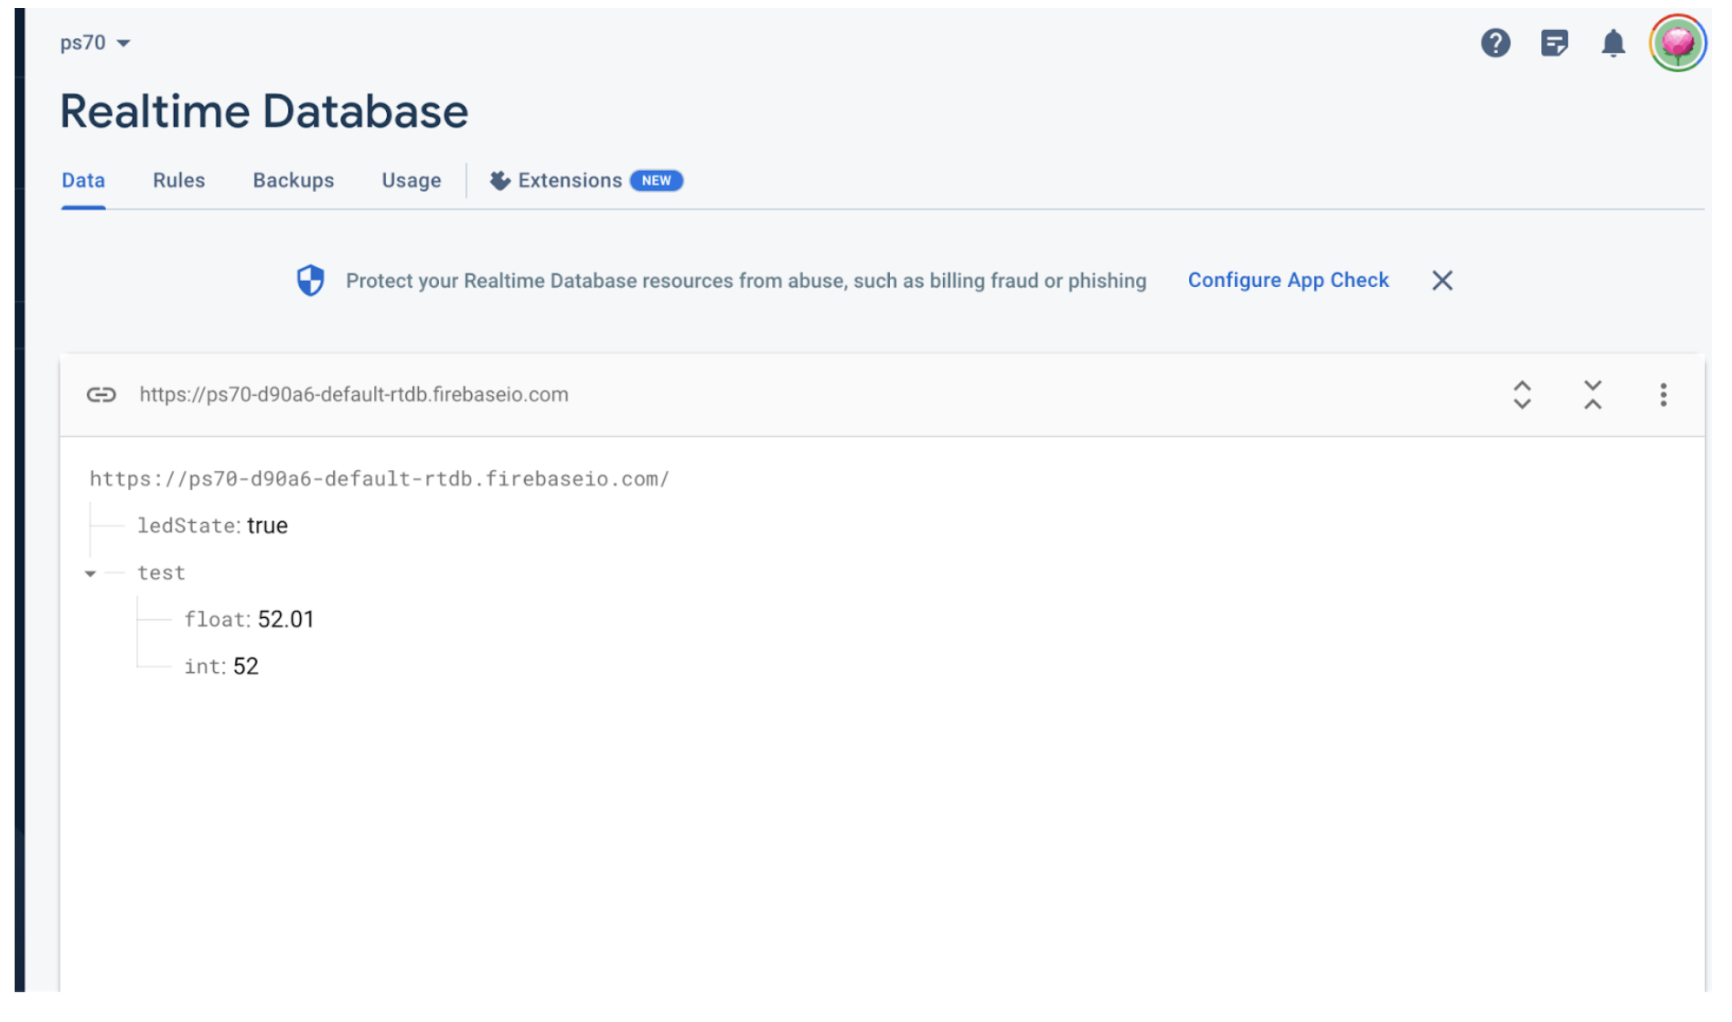 ps70
Realtime Database
Data Rules Backups Usage Extensions NEW
Protect your Realtime Database resources from abuse, such as billing fraud or phishing Configure App Check
https://ps70-d90a6-default-rtdb.firebaseio.com
https://ps70-d90a6-default-rtdb.firebaseio.com/
ledState: true
test
float: 52.01
int: 52